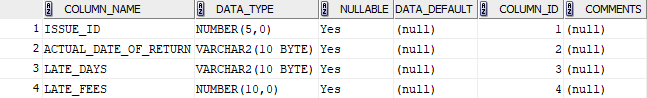 COLUMN_NAME DATA_TYPE NULLABLE DATA_DEFAULT COLUMN_ID COMMENTS
1 ISSUE_ID NUMBER(5,0) Yes (null) 1 (null)
2 ACTUAL_DATE_OF_RETURN VARCHAR2(10 BYTE) Yes (null) 2 (null)
3 LATE_DAYS VARCHAR2(10 BYTE) Yes (null) 3 (null)
4 LATE_FEES NUMBER(10,0) Yes (null) 4 (null)